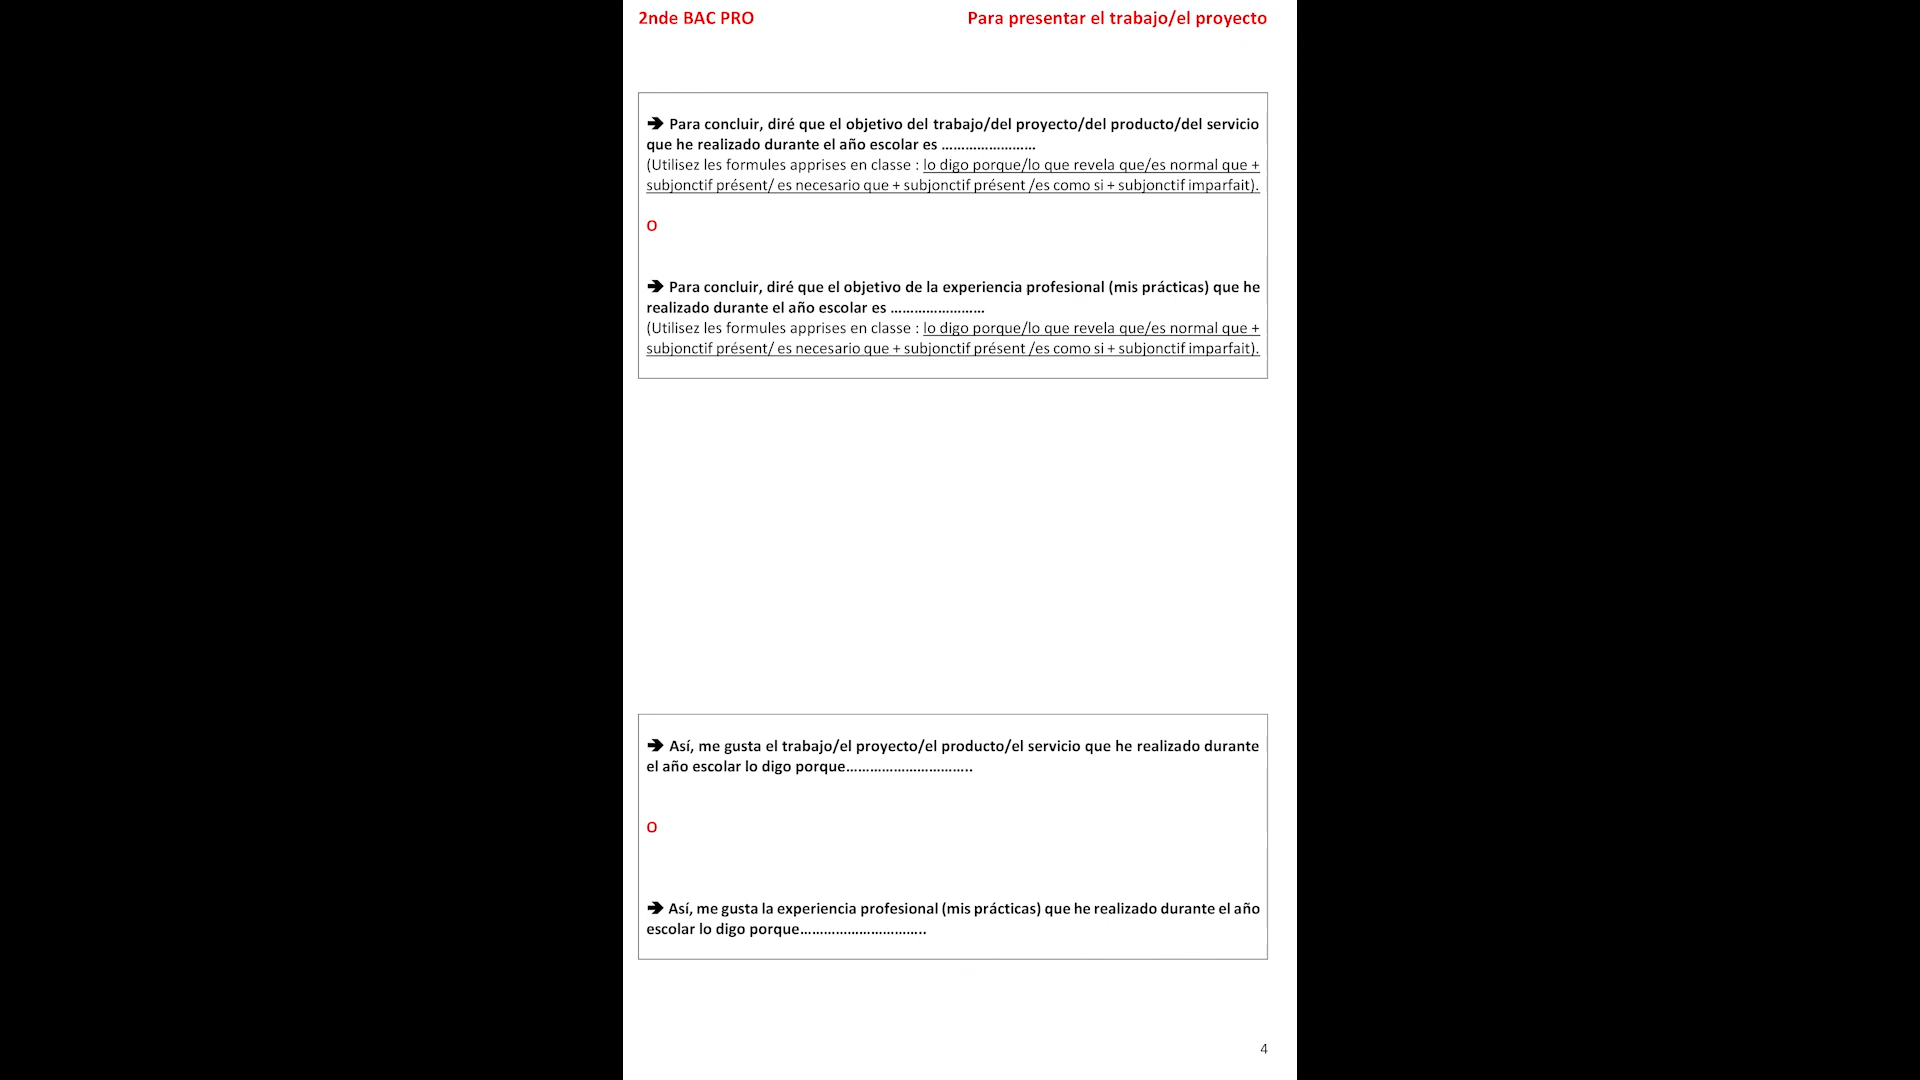 2nde BAC PRO Para presentar el trabajo/el proyecto
➔ Para concluir, diré que el objetivo del trabajo/del proyecto/del producto/del servicio
que he realizado durante el año escolar es ……………………
(Utilisez les formules apprises en classe : lo digo porque/lo que revela que/es normal que +
subjonctif présent/ es necesario que + subjonctif présent /es como si + subjonctif imparfait).
O
➔ Para concluir, diré que el objetivo de la experiencia profesional (mis prácticas) que he
realizado durante el año escolar es ……………………
(Utilisez les formules apprises en classe : lo digo porque/lo que revela que/es normal que +
subjonctif présent/ es necesario que + subjonctif présent /es como si + subjonctif imparfait).
➔ Así, me gusta el trabajo/el proyecto/el producto/el servicio que he realizado durante
el año escolar lo digo porque…………………………..
O
➔ Así, me gusta la experiencia profesional (mis prácticas) que he realizado durante el año
escolar lo digo porque…………………………..
4